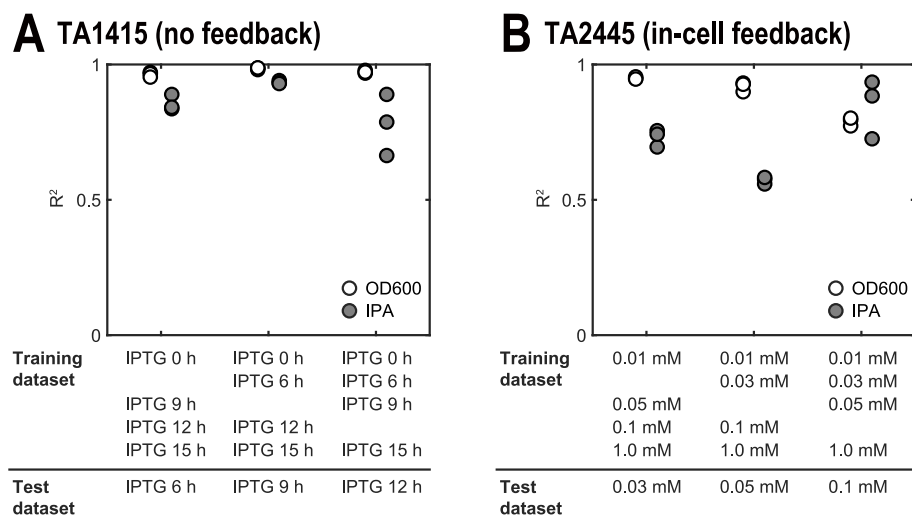 A TA1415 (no feedback)
1
R²
0.5
OD600
IPA
0
Training dataset
IPTG 0 h IPTG 0 h IPTG 0 h
IPTG 6 h IPTG 6 h
IPTG 9 h IPTG 9 h
IPTG 12 h IPTG 12 h
IPTG 15 h IPTG 15 h IPTG 15 h
Test dataset
IPTG 6 h IPTG 9 h IPTG 12 h
B TA2445 (in-cell feedback)
1
R²
0.5
OD600
IPA
0
Training dataset
0.01 mM 0.01 mM 0.01 mM
0.03 mM 0.03 mM
0.05 mM 0.05 mM
0.1 mM 0.1 mM
1.0 mM 1.0 mM 1.0 mM
Test dataset
0.03 mM 0.05 mM 0.1 mM